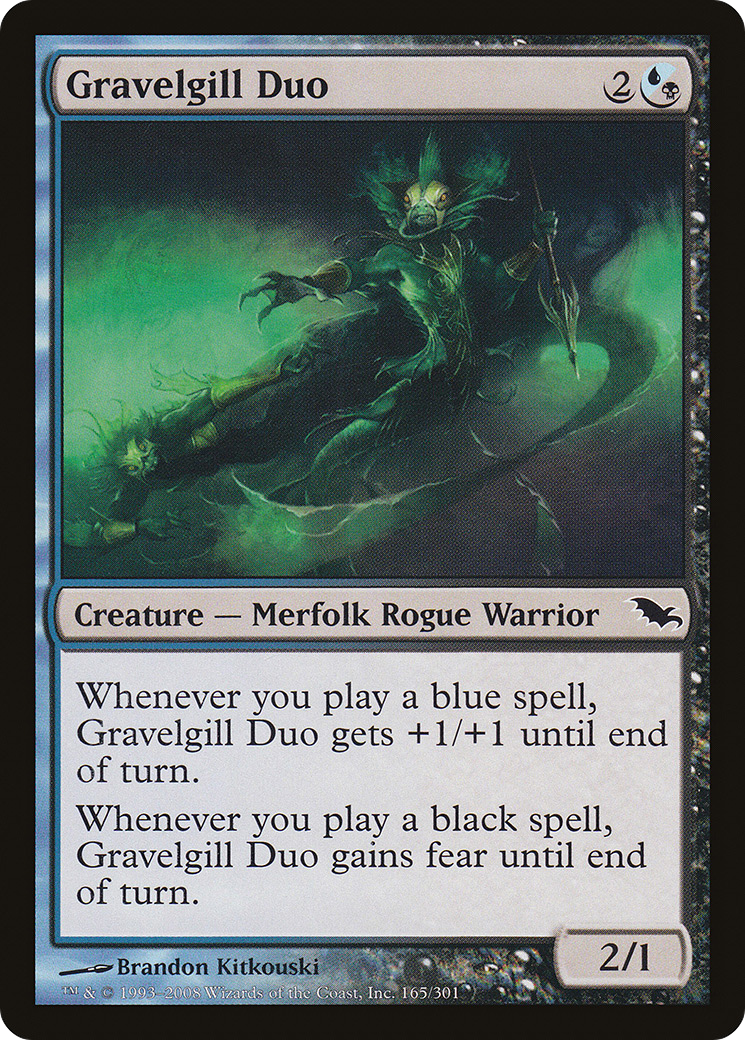 Gravelgill Duo 2
Creature — Merfolk Rogue Warrior
Whenever you play a blue spell,
Gravelgill Duo gets +1/+1 until end
of turn.
Whenever you play a black spell,
Gravelgill Duo gains fear until end
of turn.
2/1
Brandon Kitkouski
™ & © 1993–2008 Wizards of the Coast, Inc. 165/301